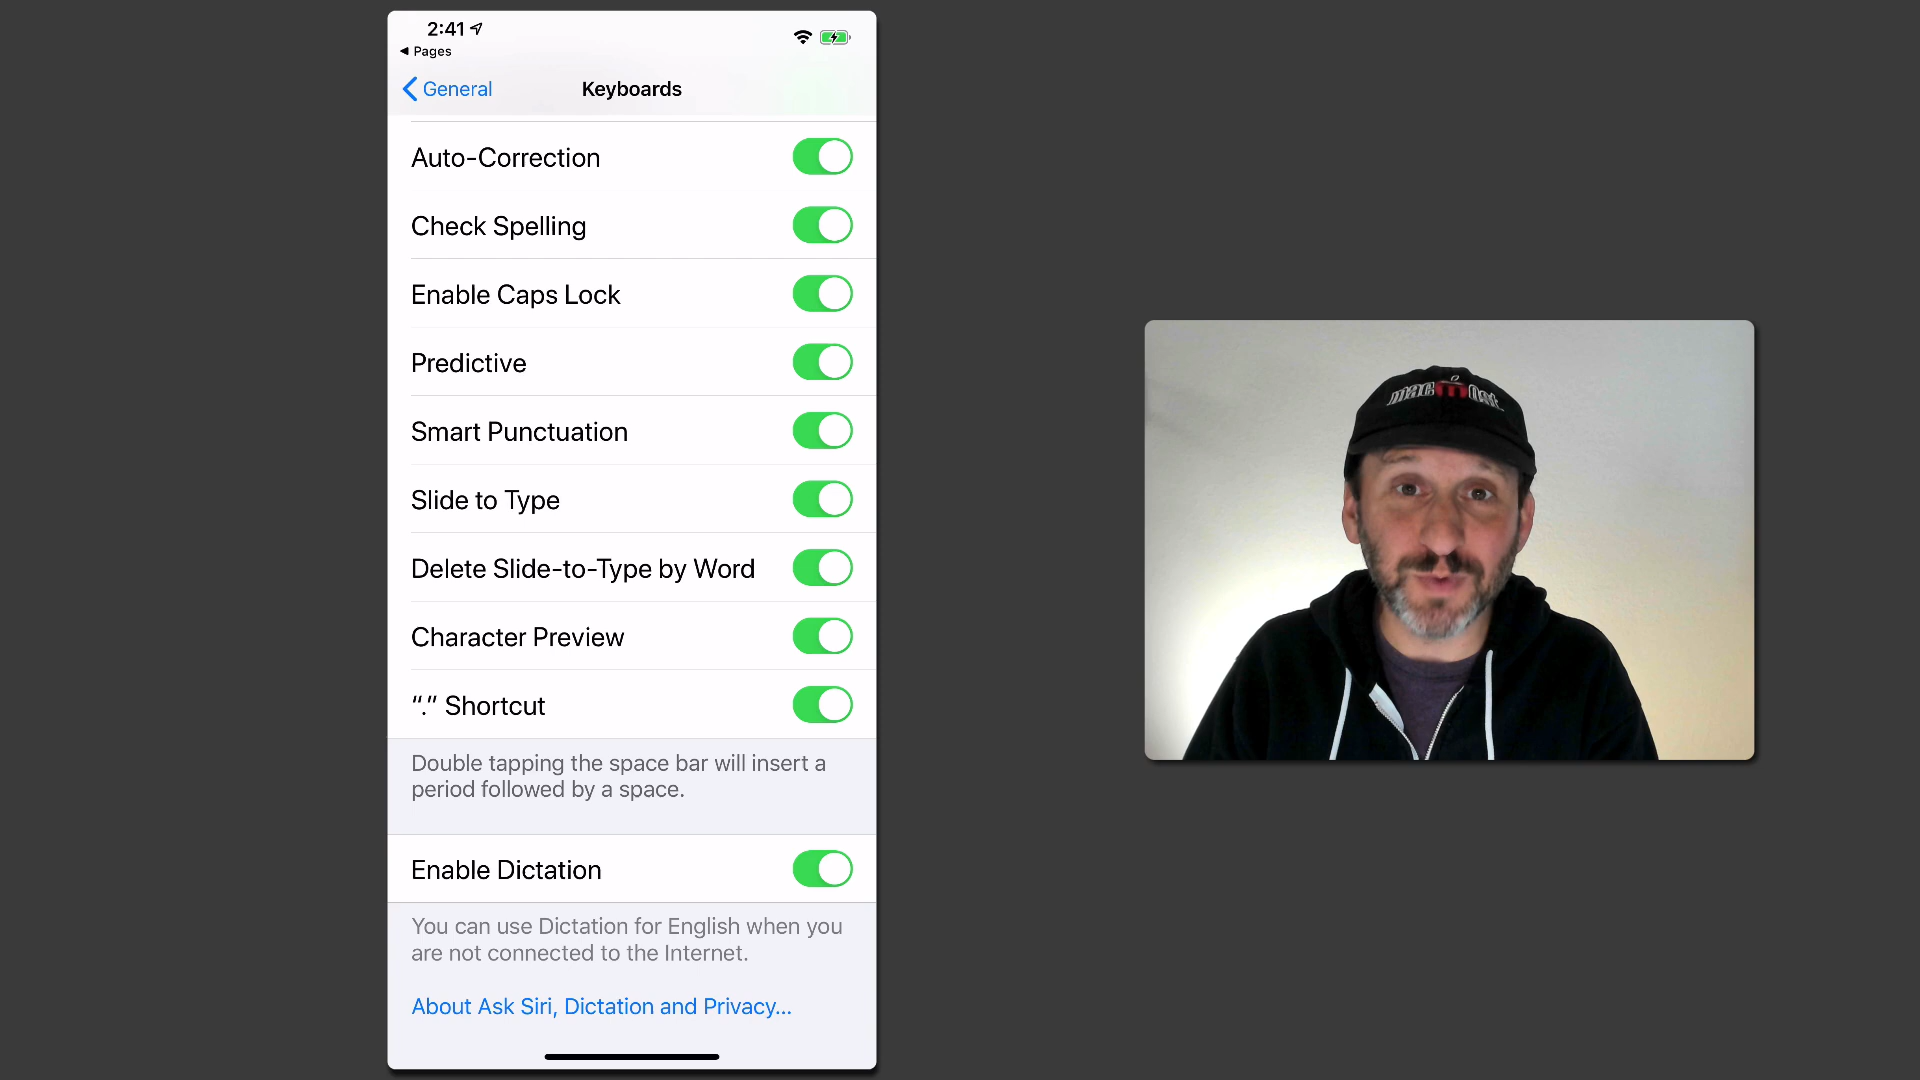 2:41
◀ Pages
General
Keyboards
Auto-Correction
Check Spelling
Enable Caps Lock
Predictive
Smart Punctuation
Slide to Type
Delete Slide-to-Type by Word
Character Preview
“.” Shortcut
Double tapping the space bar will insert a
period followed by a space.
Enable Dictation
You can use Dictation for English when you
are not connected to the Internet.
About Ask Siri, Dictation and Privacy...
macmost